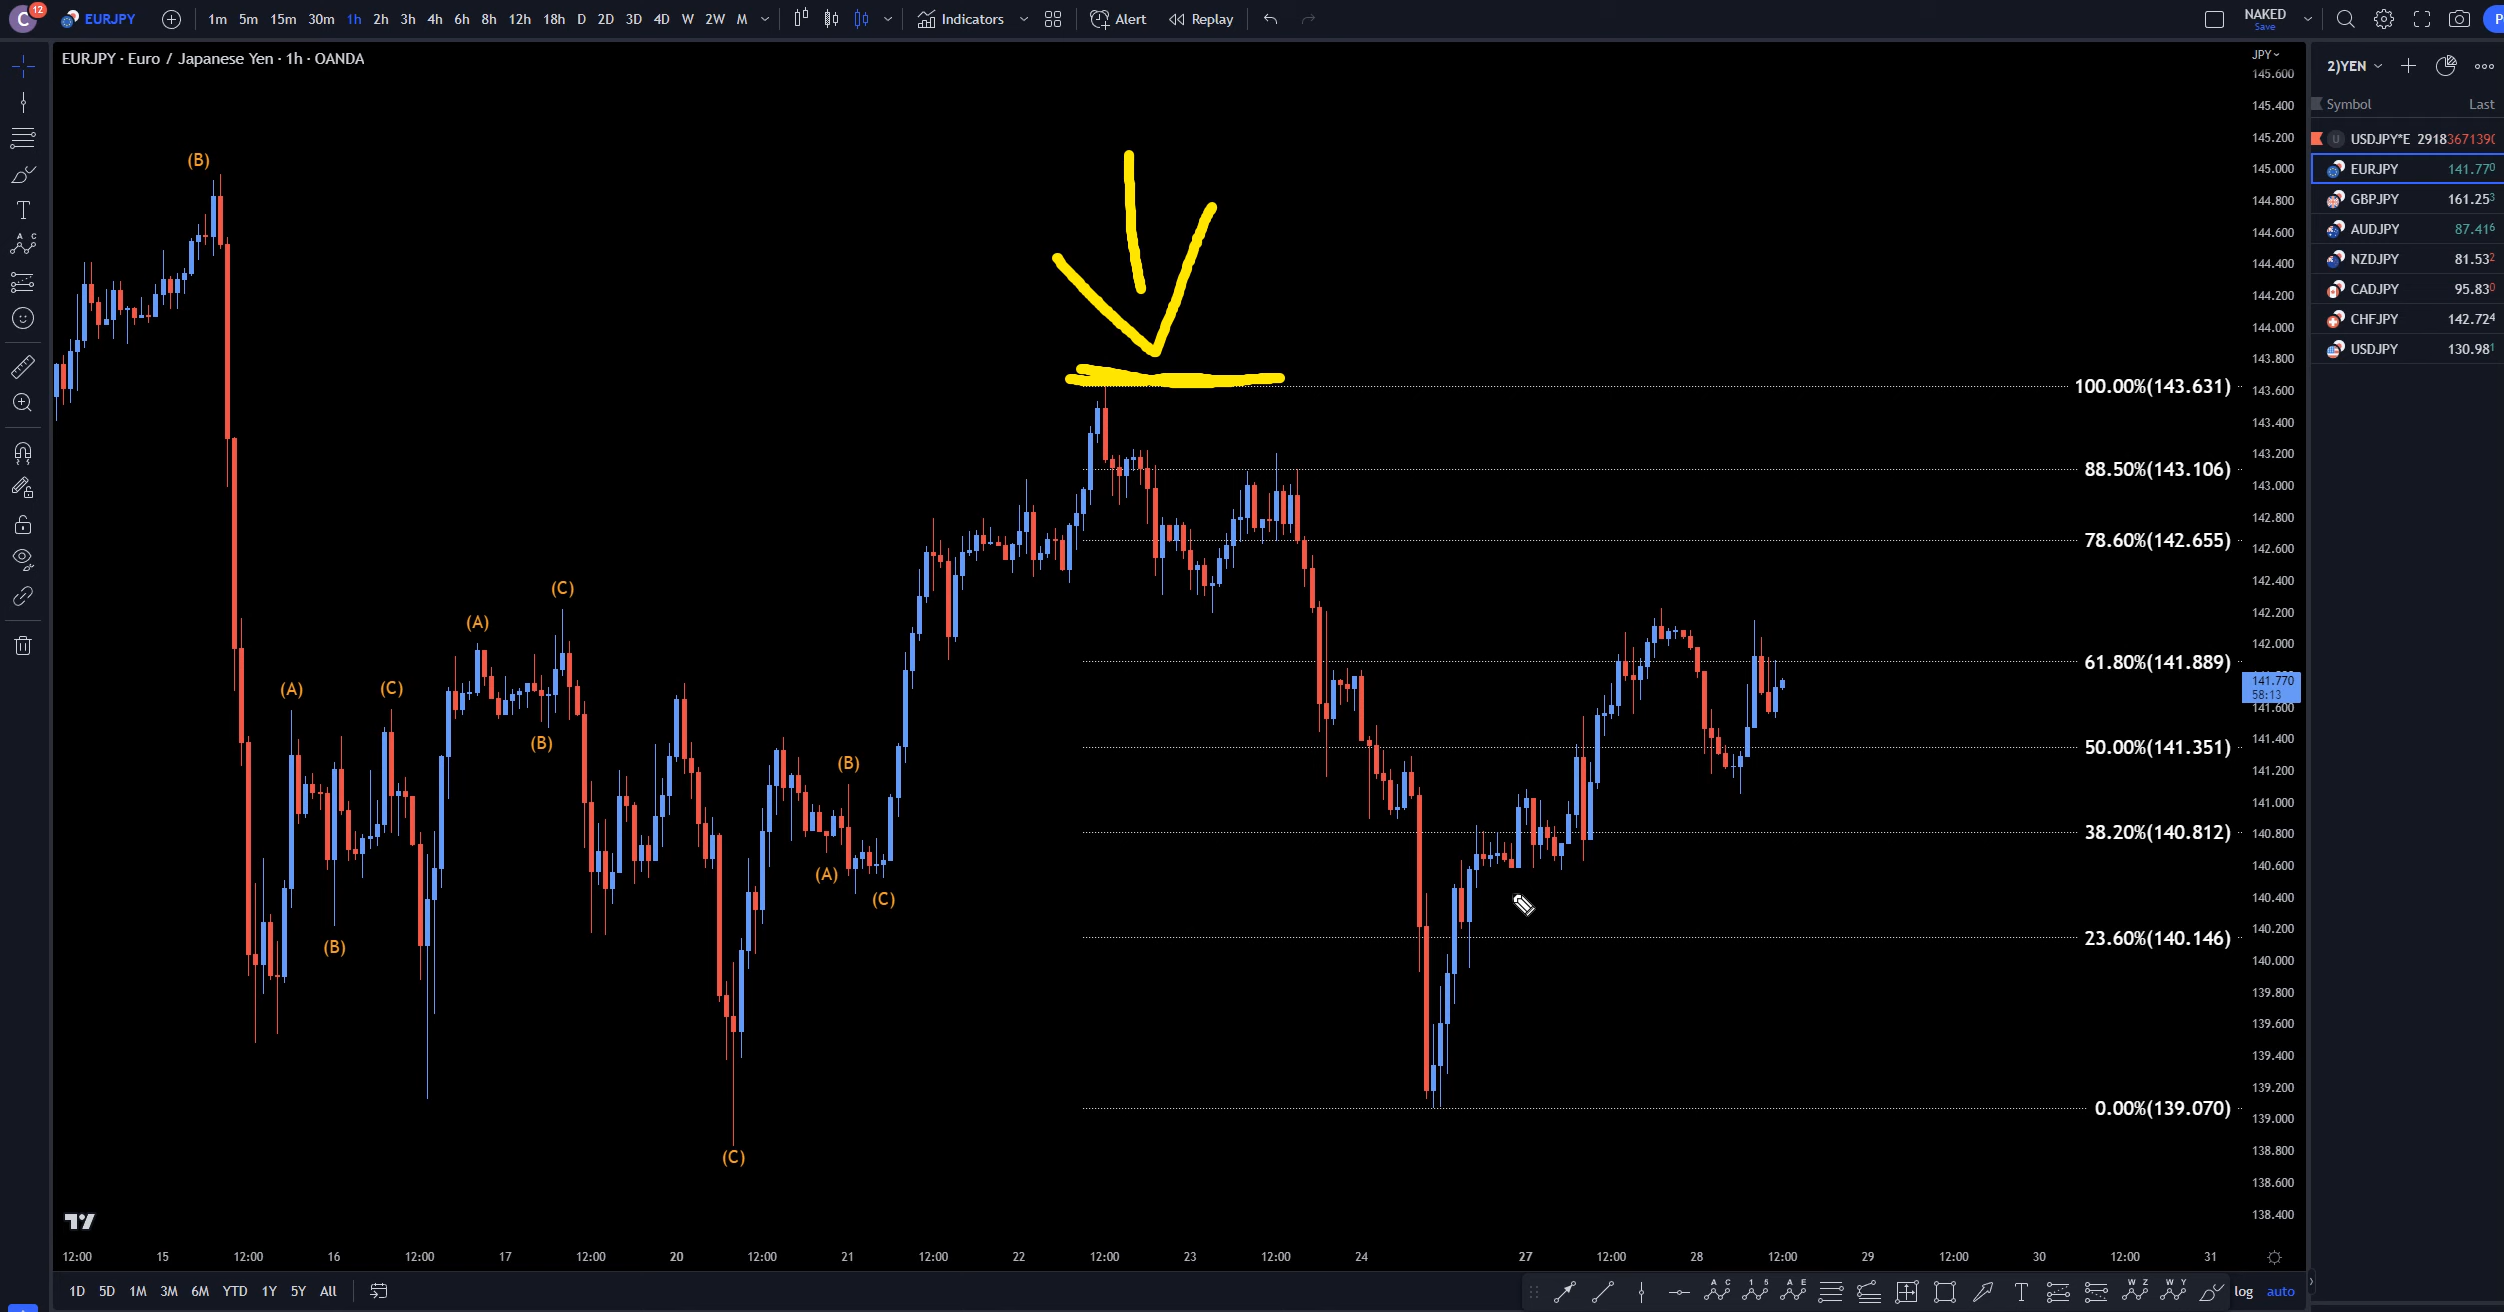 C 12 EURJPY 1m 5m 15m 30m 1h 2h 3h 4h 6h 8h 12h 18h D 2D 3D 4D W 2W M Indicators Alert Replay NAKED
Save
EURJPY · Euro / Japanese Yen · 1h · OANDA
JPY
2)YEN
Symbol Last
USDJPY*E 2918367139
EURJPY 141.770
GBPJPY 161.253
AUDJPY 87.416
NZDJPY 81.532
CADJPY 95.830
CHFJPY 142.724
USDJPY 130.981
145.600
145.400
145.200
145.000
144.800
144.600
144.400
144.200
144.000
143.800
143.600
143.400
143.200
143.000
142.800
142.600
142.400
142.200
142.000
141.770
58:13
141.600
141.400
141.200
141.000
140.800
140.600
140.400
140.200
140.000
139.800
139.600
139.400
139.200
139.000
138.800
138.600
138.400
100.00%(143.631)
88.50%(143.106)
78.60%(142.655)
61.80%(141.889)
50.00%(141.351)
38.20%(140.812)
23.60%(140.146)
0.00%(139.070)
(B)
(C)
(A)
(A) (C)
(B)
(B)
(A)
(C)
(B)
(C)
12:00 15 12:00 16 12:00 17 12:00 20 12:00 21 12:00 22 12:00 23 12:00 24 27 12:00 28 12:00 29 12:00 30 12:00 31
1D 5D 1M 3M 6M YTD 1Y 5Y All
log auto